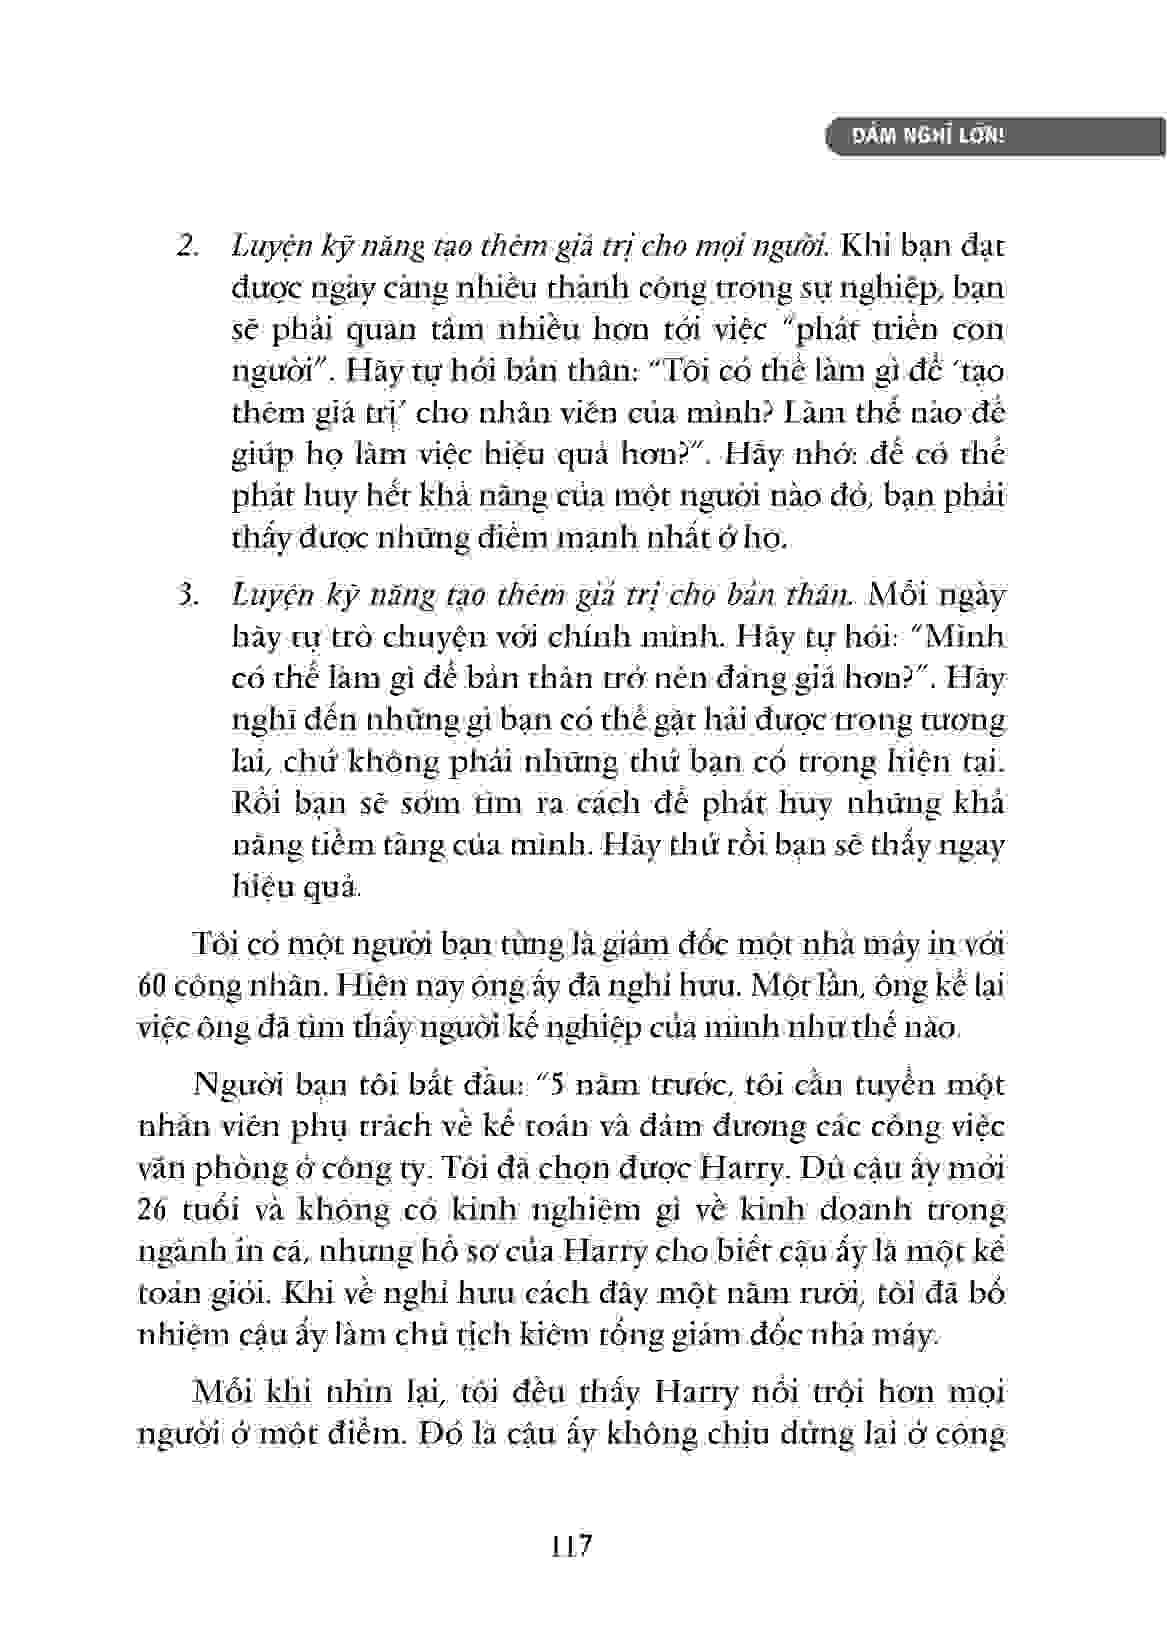 DÁM NGHĨ LỚN!
2. Luyện kỹ năng tạo thêm giá trị cho mọi người. Khi bạn đạt
được ngày càng nhiều thành công trong sự nghiệp, bạn
sẽ phải quan tâm nhiều hơn tới việc “phát triển con
người”. Hãy tự hỏi bản thân: “Tôi có thể làm gì để ‘tạo
thêm giá trị’ cho nhân viên của mình? Làm thế nào để
giúp họ làm việc hiệu quả hơn?”. Hãy nhớ: để có thể
phát huy hết khả năng của một người nào đó, bạn phải
thấy được những điểm mạnh nhất ở họ.
3. Luyện kỹ năng tạo thêm giá trị cho bản thân. Mỗi ngày
hãy tự trò chuyện với chính mình. Hãy tự hỏi: “Mình
có thể làm gì để bản thân trở nên đáng giá hơn?”. Hãy
nghĩ đến những gì bạn có thể gặt hái được trong tương
lai, chứ không phải những thứ bạn có trong hiện tại.
Rồi bạn sẽ sớm tìm ra cách để phát huy những khả
năng tiềm tàng của mình. Hãy thử rồi bạn sẽ thấy ngay
hiệu quả.
Tôi có một người bạn từng là giám đốc một nhà máy in với
60 công nhân. Hiện nay ông ấy đã nghỉ hưu. Một lần, ông kể lại
việc ông đã tìm thấy người kế nghiệp của mình như thế nào.
Người bạn tôi bắt đầu: “5 năm trước, tôi cần tuyển một
nhân viên phụ trách về kế toán và đảm đương các công việc
văn phòng ở công ty. Tôi đã chọn được Harry. Dù cậu ấy mới
26 tuổi và không có kinh nghiệm gì về kinh doanh trong
ngành in cả, nhưng hồ sơ của Harry cho biết cậu ấy là một kế
toán giỏi. Khi về nghỉ hưu cách đây một năm rưỡi, tôi đã bổ
nhiệm cậu ấy làm chủ tịch kiêm tổng giám đốc nhà máy.
Mỗi khi nhìn lại, tôi đều thấy Harry nổi trội hơn mọi
người ở một điểm. Đó là cậu ấy không chịu dừng lại ở công
117